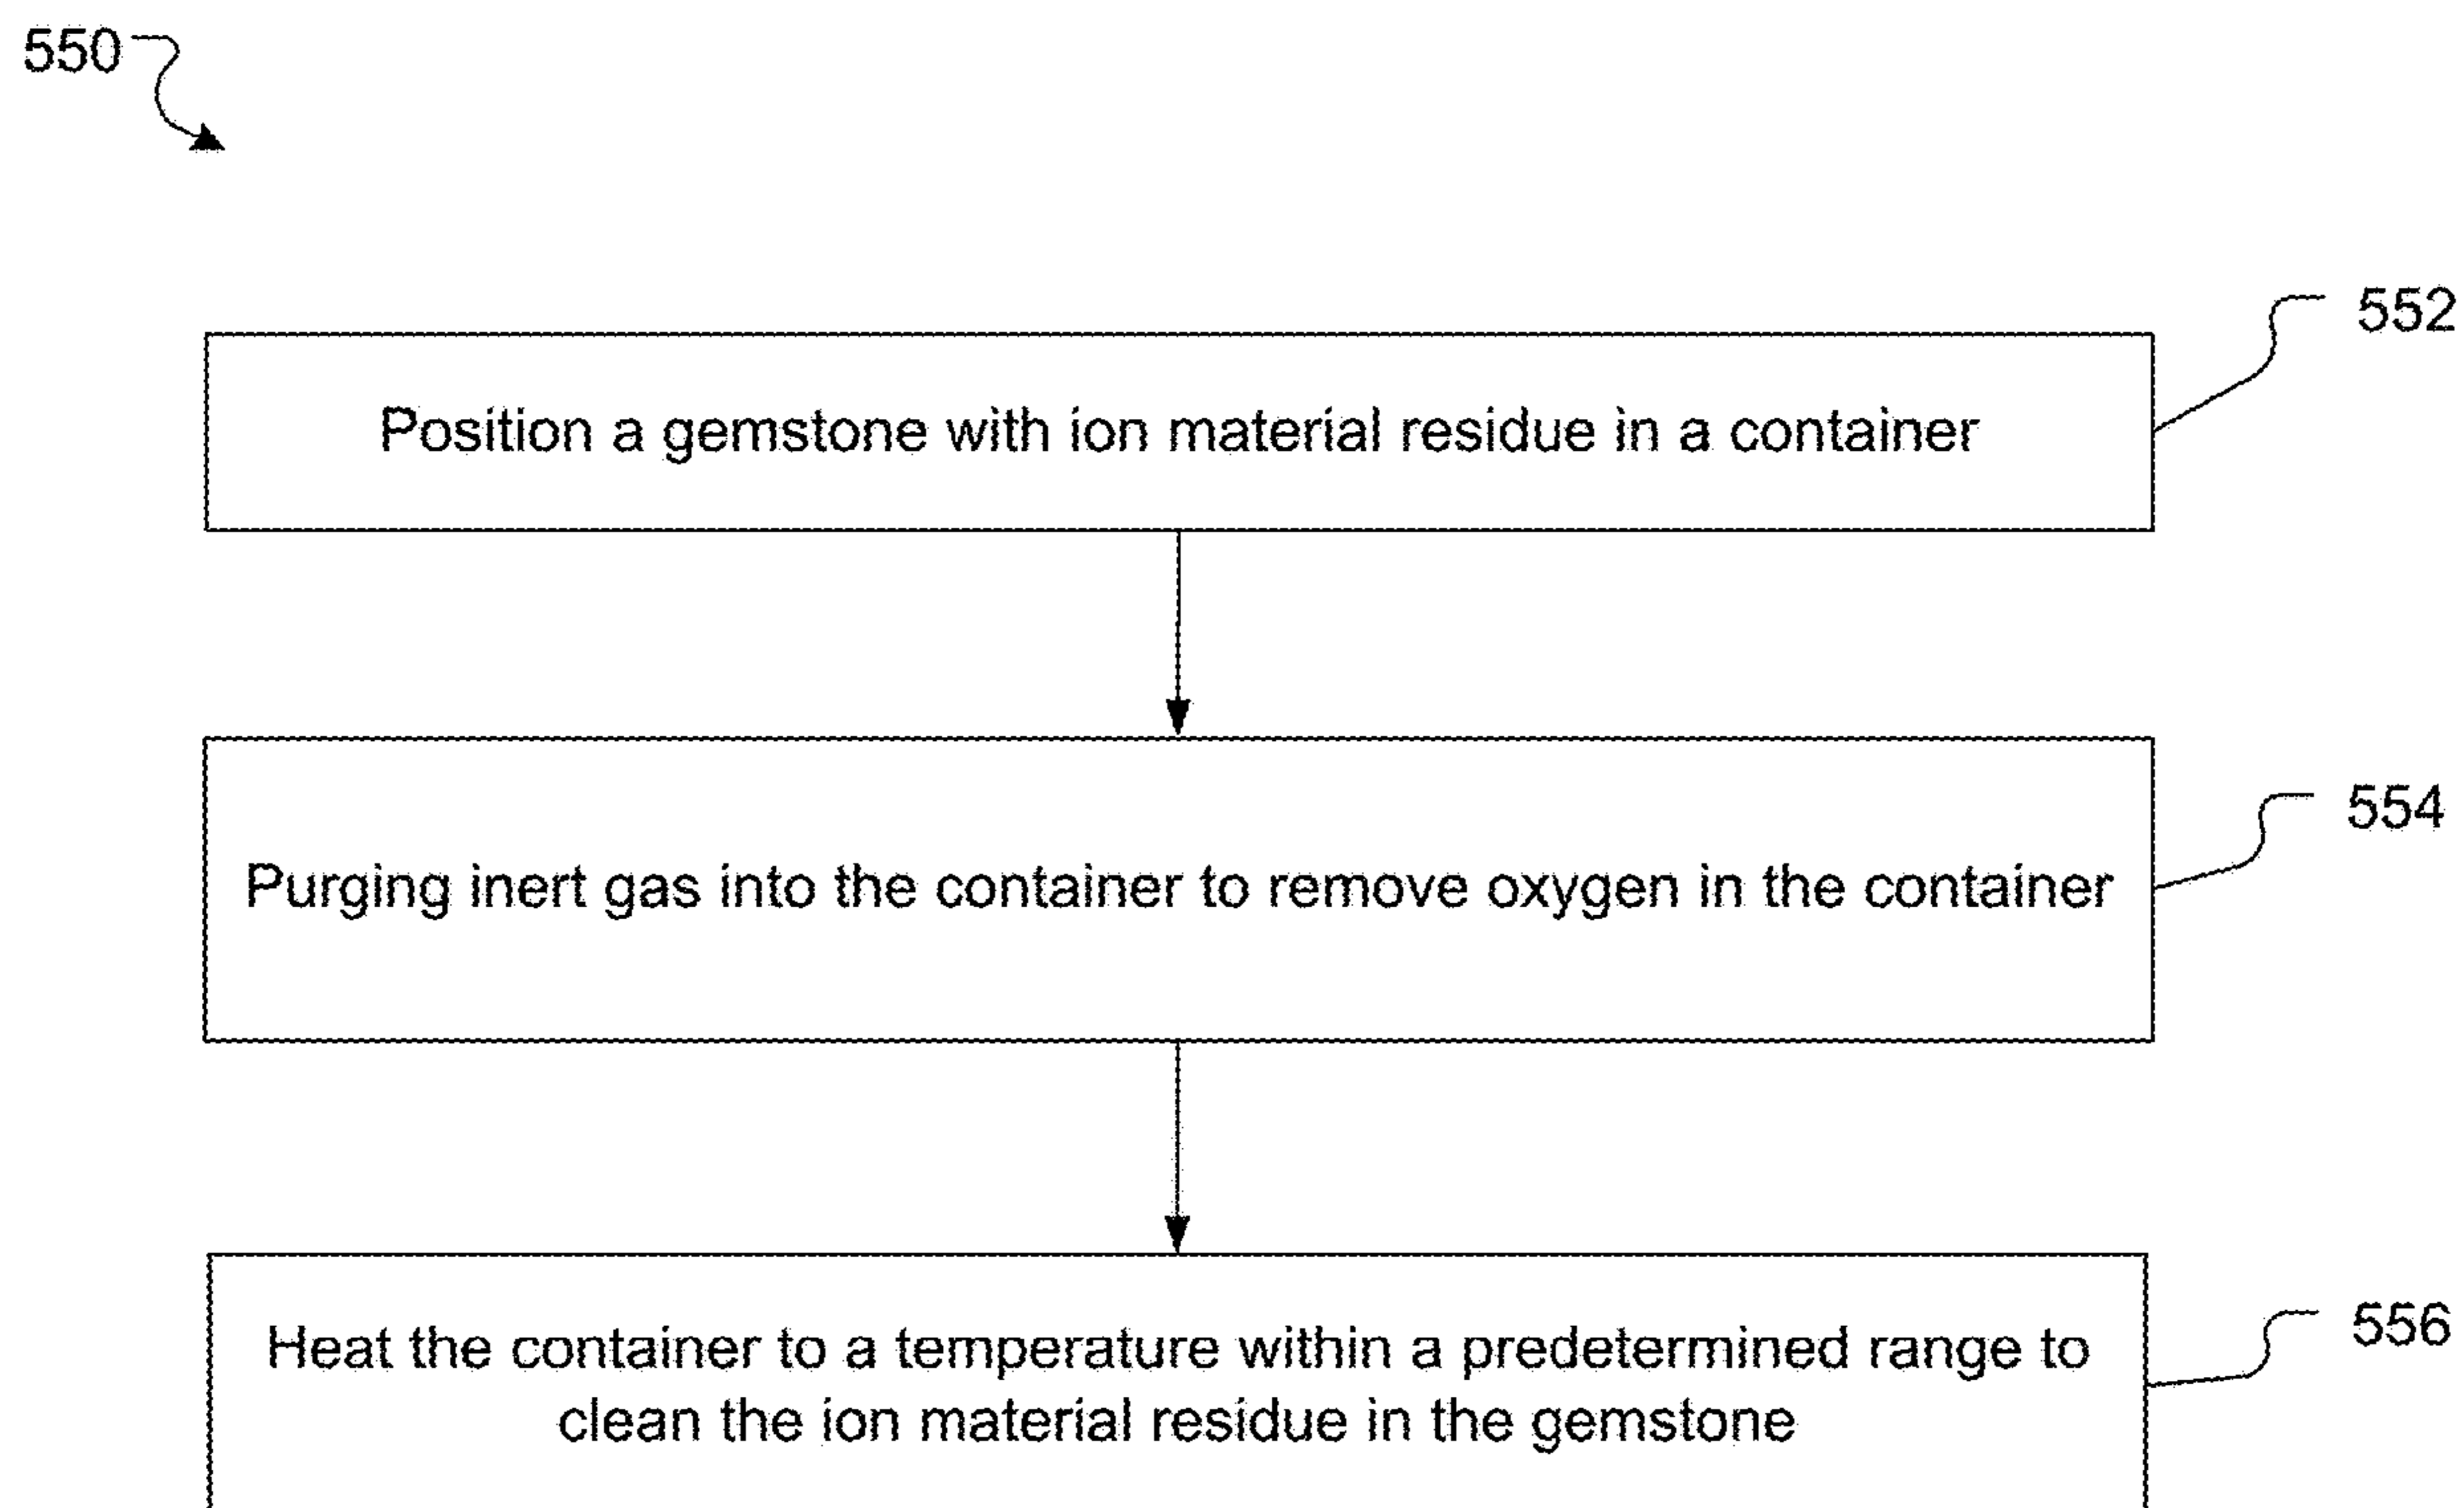 550
552
Position a gemstone with ion material residue in a container
554
Purging inert gas into the container to remove oxygen in the container
556
Heat the container to a temperature within a predetermined range to
clean the ion material residue in the gemstone